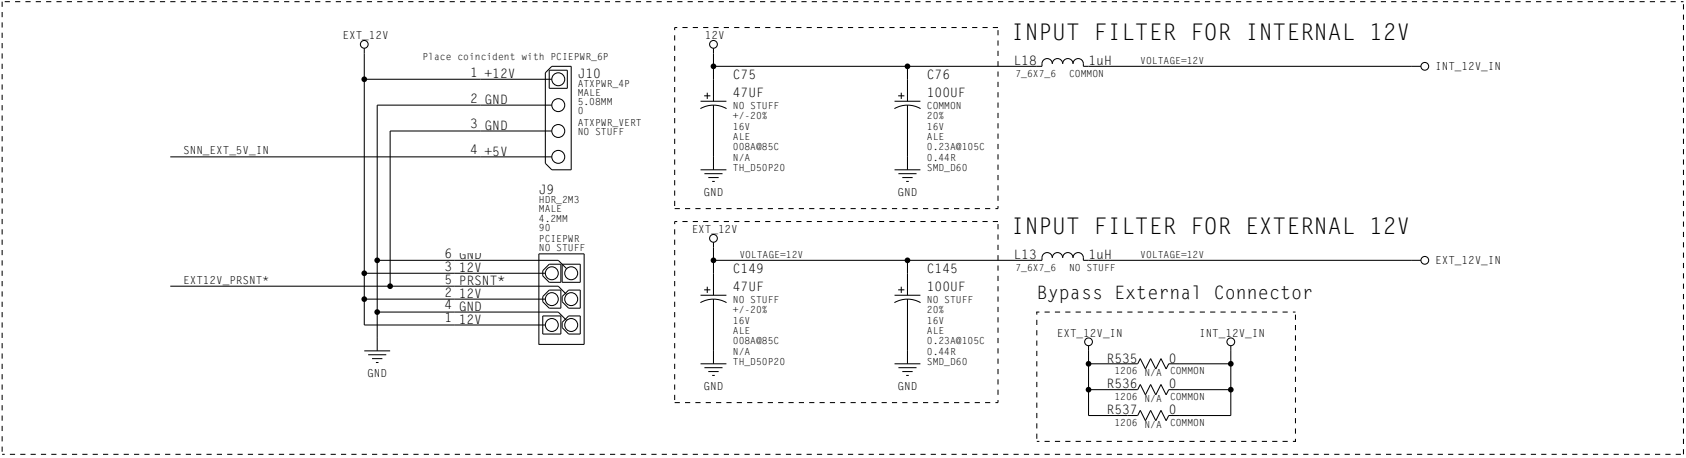 EXT_12V
Place coincident with PCIEPWR_6P
1 +12V
2 GND
3 GND
4 +5V
J10
ATXPWR_4P
MALE
5.08MM
0
ATXPWR_VERT
NO STUFF
SNN_EXT_5V_IN
J9
HDR_2M3
MALE
4.2MM
90
PCIEPWR
NO STUFF
6 GND
3 12V
5 PRSNT*
2 12V
4 GND
1 12V
EXT12V_PRSNT*
GND
12V
C75
47UF
NO STUFF
+/-20%
16V
ALE
008A@85C
N/A
TH_D50P20
GND
C76
100UF
COMMON
20%
16V
ALE
0.23A@105C
0.44R
SMD_D60
GND
INPUT FILTER FOR INTERNAL 12V
L18 1uH
7_6X7_6 COMMON
VOLTAGE=12V
INT_12V_IN
EXT_12V
VOLTAGE=12V
C149
47UF
NO STUFF
+/-20%
16V
ALE
008A@85C
N/A
TH_D50P20
GND
C145
100UF
NO STUFF
20%
16V
ALE
0.23A@105C
0.44R
SMD_D60
GND
INPUT FILTER FOR EXTERNAL 12V
L13 1uH
7_6X7_6 NO STUFF
VOLTAGE=12V
EXT_12V_IN
Bypass External Connector
EXT_12V_IN INT_12V_IN
R535 0
1206 N/A COMMON
R536 0
1206 N/A COMMON
R537 0
1206 N/A COMMON